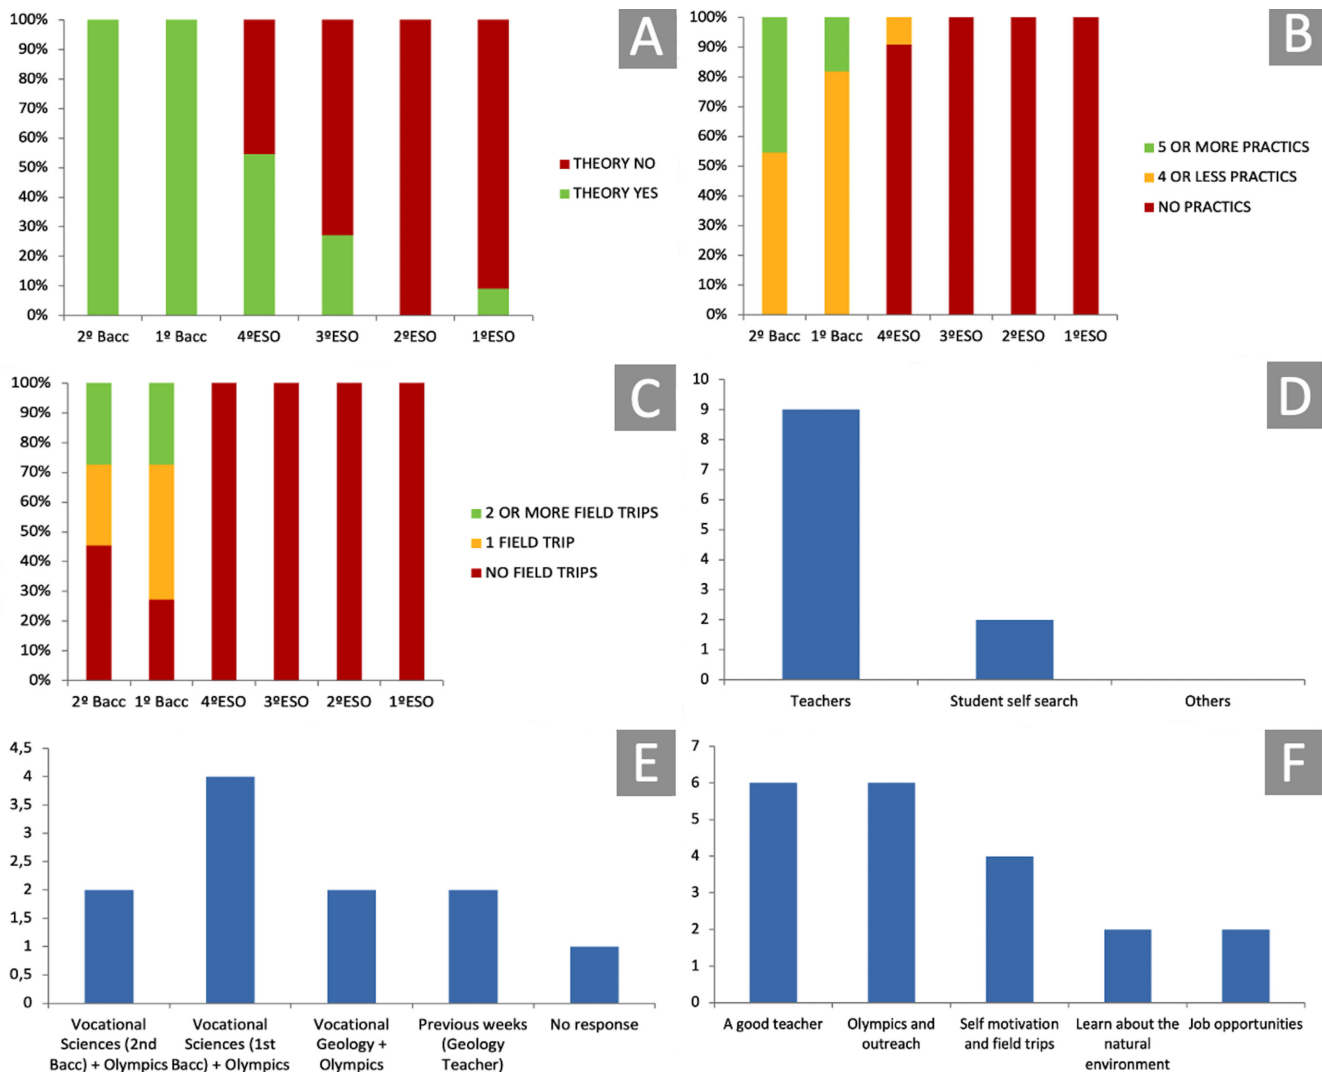 100%
90%
80%
70%
60%
50%
40%
30%
20%
10%
0%
2º Bacc 1º Bacc 4ºESO 3ºESO 2ºESO 1ºESO
THEORY NO
THEORY YES
A
100%
90%
80%
70%
60%
50%
40%
30%
20%
10%
0%
2º Bacc 1º Bacc 4ºESO 3ºESO 2ºESO 1ºESO
5 OR MORE PRACTICS
4 OR LESS PRACTICS
NO PRACTICS
B
100%
90%
80%
70%
60%
50%
40%
30%
20%
10%
0%
2º Bacc 1º Bacc 4ºESO 3ºESO 2ºESO 1ºESO
2 OR MORE FIELD TRIPS
1 FIELD TRIP
NO FIELD TRIPS
C
10
9
8
7
6
5
4
3
2
1
0
Teachers Student self search Others
D
4,5
4
3,5
3
2,5
2
1,5
1
0,5
0
Vocational Vocational Vocational Previous weeks No response
Sciences (2nd Sciences (1st Geology + (Geology
Bacc) + Olympics Bacc) + Olympics Olympics Teacher)
E
7
6
5
4
3
2
1
0
A good teacher Olympics and Self motivation Learn about the Job opportunities
outreach and field trips natural
environment
F